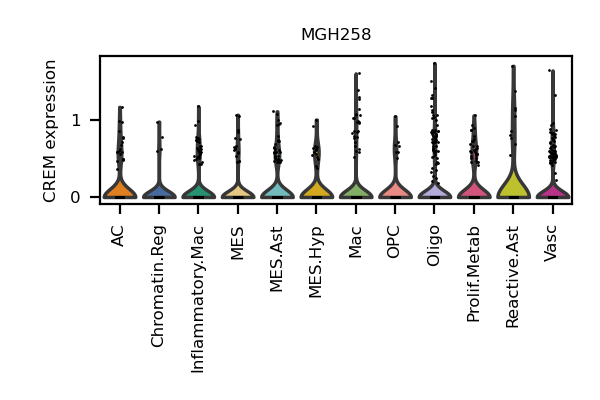 MGH258
CREM expression
1
0
AC
Chromatin.Reg
Inflammatory.Mac
MES
MES.Ast
MES.Hyp
Mac
OPC
Oligo
Prolif.Metab
Reactive.Ast
Vasc